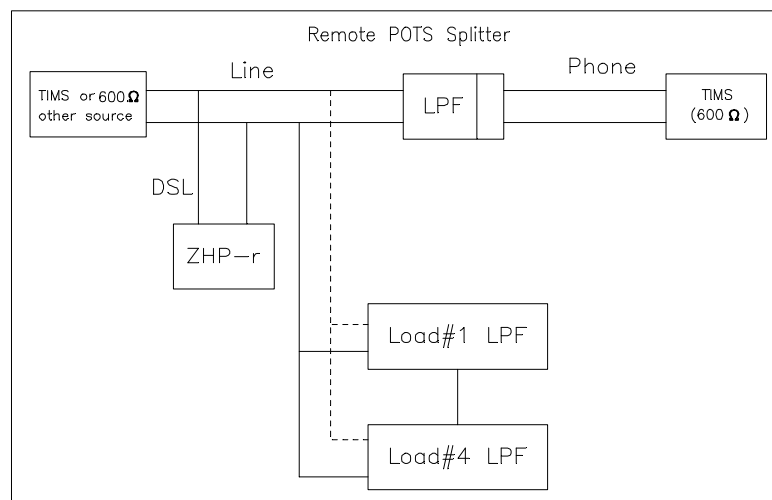 Remote POTS Splitter
Line
Phone
TIMS or 600Ω
other source
LPF
TIMS
(600 Ω)
DSL
ZHP-r
Load#1 LPF
Load#4 LPF